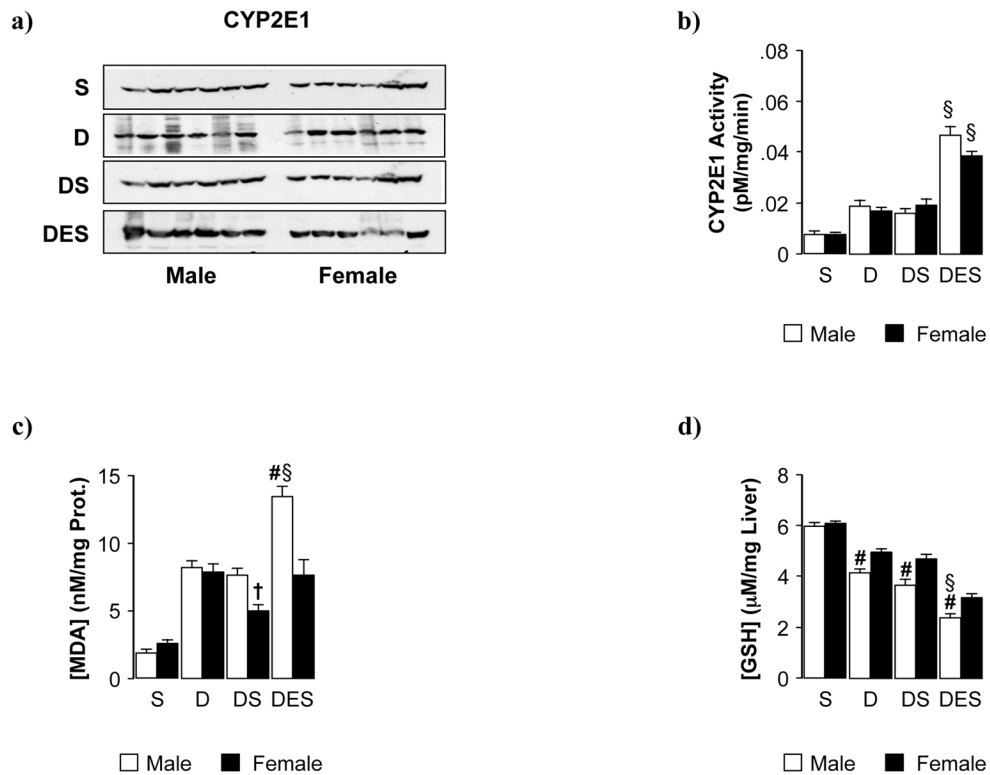 a)
CYP2E1
S
D
DS
DES
Male Female
b)
CYP2E1 Activity
(pM/mg/min)
.08
.06
.04
.02
0
§ §
S D DS DES
Male Female
c)
[MDA] (nM/mg Prot.)
15
10
5
0
†
#§
S D DS DES
Male Female
d)
[GSH] (µM/mg Liver)
8
6
4
2
0
#
#
§
#
S D DS DES
Male Female